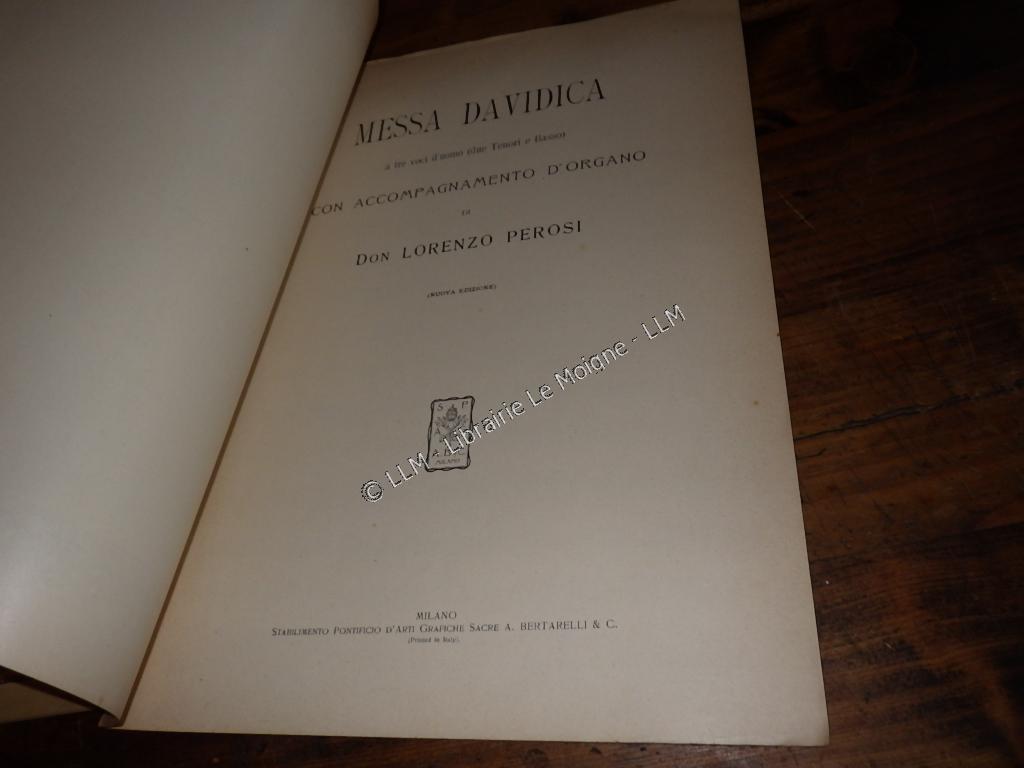 MESSA DAVIDICA
a tre voci d'uomo (due Tenori e Basso)
CON ACCOMPAGNAMENTO D'ORGANO
DI
DON LORENZO PEROSI
(NUOVA EDIZIONE)
S P
MILANO
© LLM - Librairie Le Moigne - LLM
MILANO
STABILIMENTO PONTIFICIO D'ARTI GRAFICHE SACRE A. BERTARELLI & C.
(Printed in Italy).